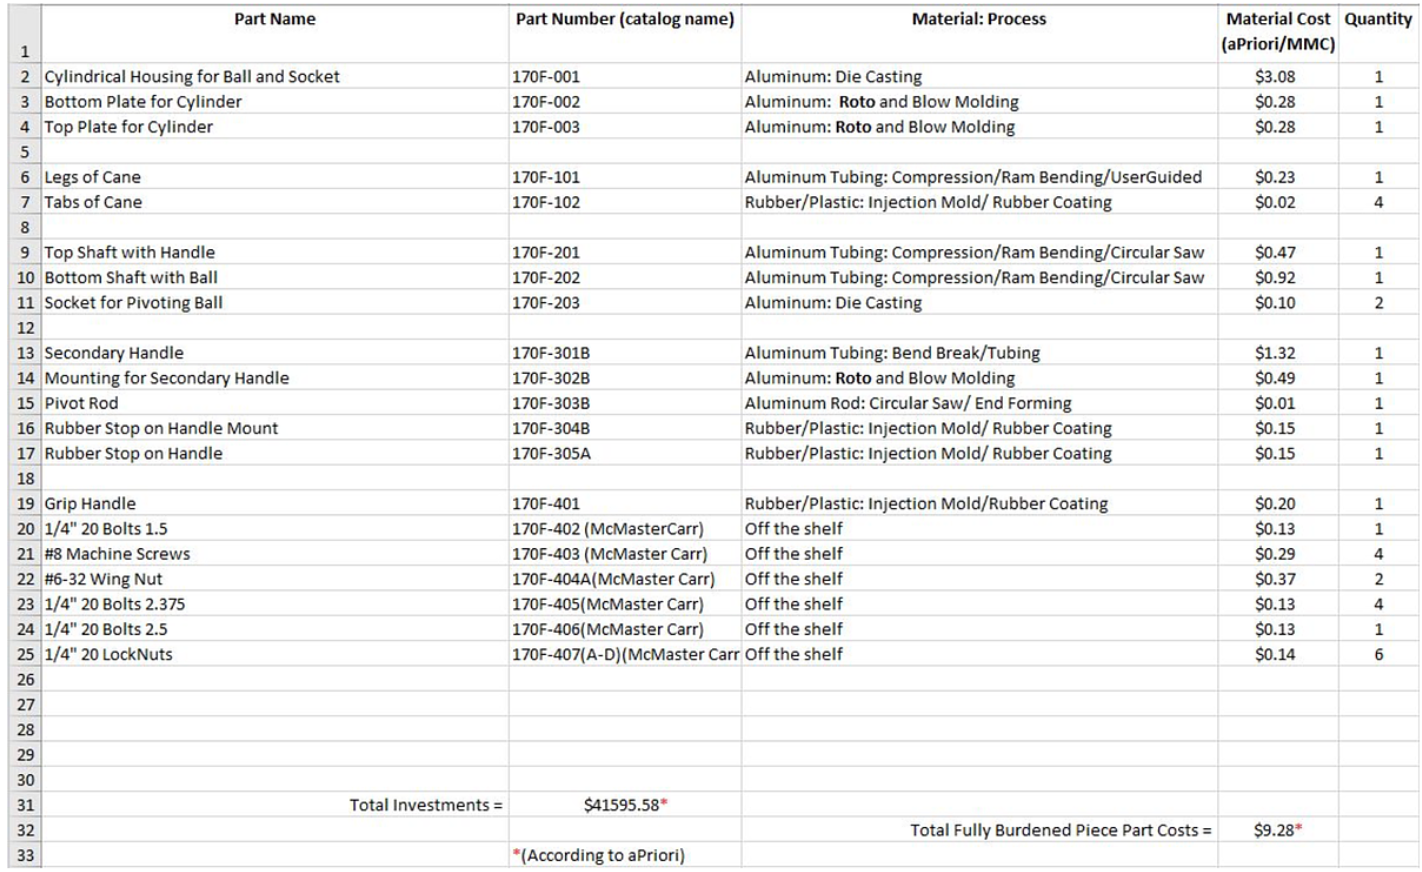 Part Name Part Number (catalog name) Material: Process Material Cost Quantity
1 (aPriori/MMC)
2 Cylindrical Housing for Ball and Socket 170F-001 Aluminum: Die Casting $3.08 1
3 Bottom Plate for Cylinder 170F-002 Aluminum: Roto and Blow Molding $0.28 1
4 Top Plate for Cylinder 170F-003 Aluminum: Roto and Blow Molding $0.28 1
5
6 Legs of Cane 170F-101 Aluminum Tubing: Compression/Ram Bending/UserGuided $0.23 1
7 Tabs of Cane 170F-102 Rubber/Plastic: Injection Mold/ Rubber Coating $0.02 4
8
9 Top Shaft with Handle 170F-201 Aluminum Tubing: Compression/Ram Bending/Circular Saw $0.47 1
10 Bottom Shaft with Ball 170F-202 Aluminum Tubing: Compression/Ram Bending/Circular Saw $0.92 1
11 Socket for Pivoting Ball 170F-203 Aluminum: Die Casting $0.10 2
12
13 Secondary Handle 170F-301B Aluminum Tubing: Bend Break/Tubing $1.32 1
14 Mounting for Secondary Handle 170F-302B Aluminum: Roto and Blow Molding $0.49 1
15 Pivot Rod 170F-303B Aluminum Rod: Circular Saw/ End Forming $0.01 1
16 Rubber Stop on Handle Mount 170F-304B Rubber/Plastic: Injection Mold/ Rubber Coating $0.15 1
17 Rubber Stop on Handle 170F-305A Rubber/Plastic: Injection Mold/ Rubber Coating $0.15 1
18
19 Grip Handle 170F-401 Rubber/Plastic: Injection Mold/Rubber Coating $0.20 1
20 1/4" 20 Bolts 1.5 170F-402 (McMasterCarr) Off the shelf $0.13 1
21 #8 Machine Screws 170F-403 (McMaster Carr) Off the shelf $0.29 4
22 #6-32 Wing Nut 170F-404A(McMaster Carr) Off the shelf $0.37 2
23 1/4" 20 Bolts 2.375 170F-405(McMaster Carr) Off the shelf $0.13 4
24 1/4" 20 Bolts 2.5 170F-406(McMaster Carr) Off the shelf $0.13 1
25 1/4" 20 LockNuts 170F-407(A-D)(McMaster Carr Off the shelf $0.14 6
26
27
28
29
30
31 Total Investments = $41595.58*
32 Total Fully Burdened Piece Part Costs = $9.28*
33 *(According to aPriori)